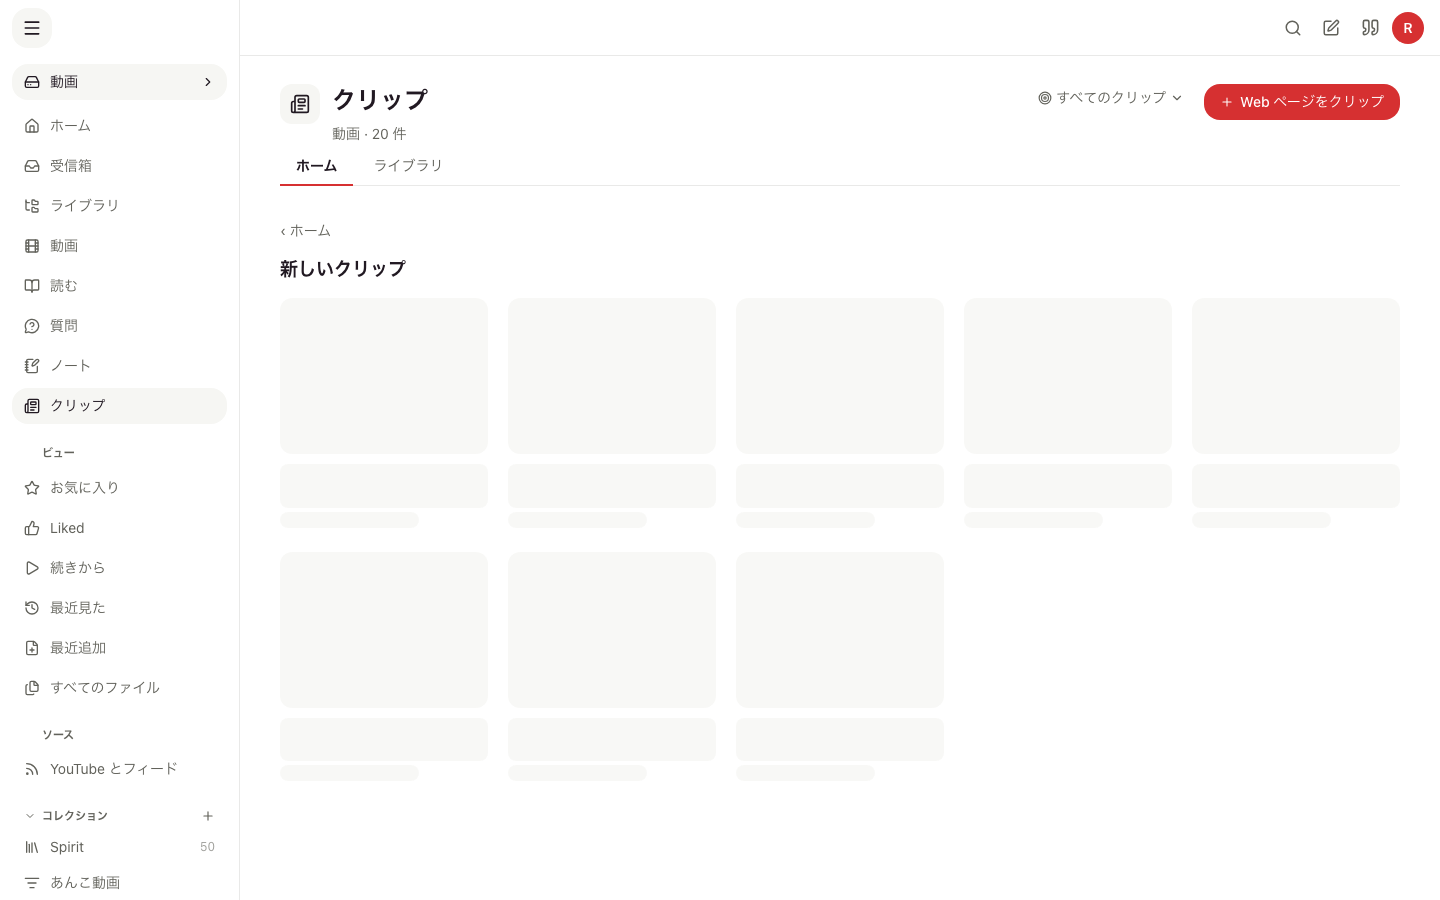 動画
ホーム
受信箱
ライブラリ
動画
読む
質問
ノート
クリップ
ビュー
お気に入り
Liked
続きから
最近見た
最近追加
すべてのファイル
ソース
YouTube とフィード
コレクション
Spirit 50
あんこ動画
R
クリップ
動画 · 20 件
すべてのクリップ
Web ページをクリップ
ホーム ライブラリ
‹ ホーム
新しいクリップ